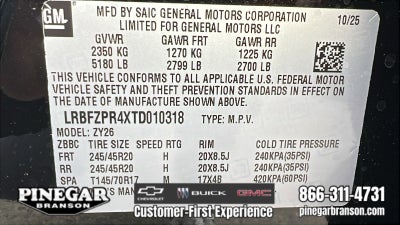 GM
MFD BY SAIC GENERAL MOTORS CORPORATION
LIMITED FOR GENERAL MOTORS LLC
10/25
GVWR GAWR FRT GAWR RR
2350 KG 1270 KG 1225 KG
5180 LB 2799 LB 2700 LB
THIS VEHICLE CONFORMS TO ALL APPLICABLE U.S. FEDERAL MOTOR
VEHICLE SAFETY AND THEFT PREVENTION STANDARDS IN EFFECT ON
THE DATE OF MANUFACTURE SHOWN ABOVE.
LRBFZPR4XTD010318 TYPE: M.P.V.
MODEL: ZY26
ZBBC TIRE SIZE SPEED RTG RIM COLD TIRE PRESSURE
FRT 245/45R20 H 20X8.5J 240KPA(35PSI)
RR 245/45R20 H 20X8.5J 240KPA(35PSI)
SPA T145/70R17 M 17X4B 420KPA(60PSI)
PINEGAR
BRANSON
CHEVROLET BUICK GMC
Customer-First Experience
866-311-4731
pinegarbranson.com